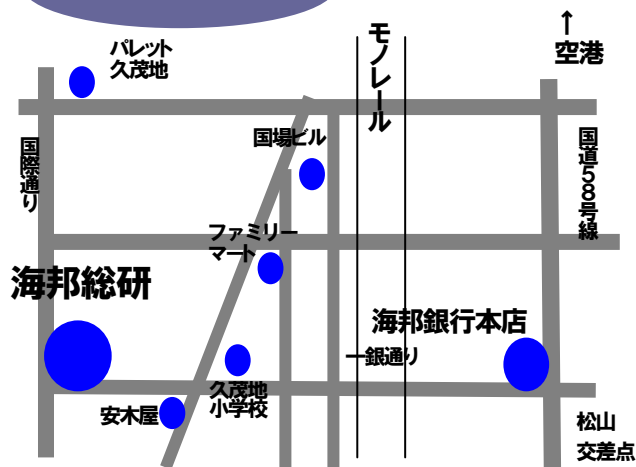 ↑
空港
パレット
久茂地
モノレール
国場ビル
国際通り
国道58号線
ファミリー
マート
海邦総研
海邦銀行本店
一銀通り
久茂地
小学校
安木屋
松山
交差点